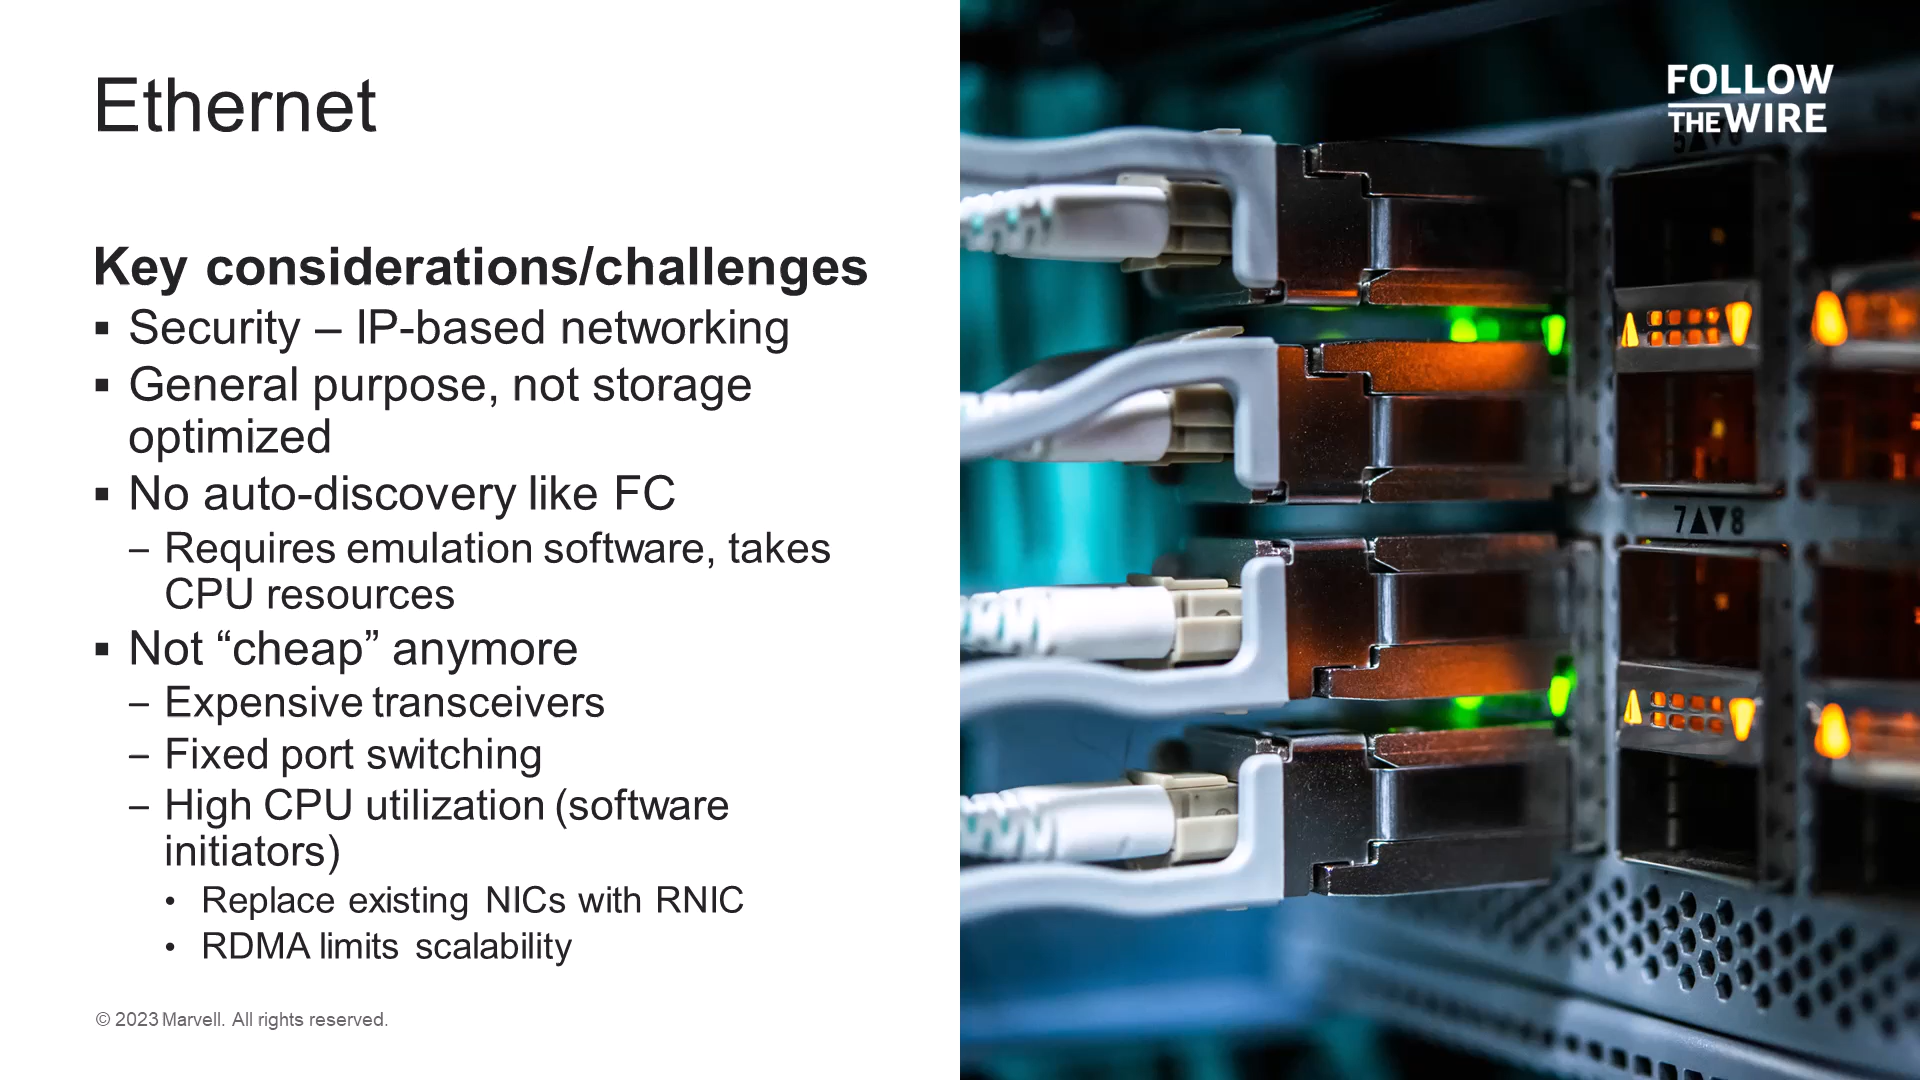 Ethernet
Key considerations/challenges
▪ Security – IP-based networking
▪ General purpose, not storage
optimized
▪ No auto-discovery like FC
– Requires emulation software, takes
CPU resources
▪ Not “cheap” anymore
– Expensive transceivers
– Fixed port switching
– High CPU utilization (software
initiators)
• Replace existing NICs with RNIC
• RDMA limits scalability
© 2023 Marvell. All rights reserved.
FOLLOW
THE WIRE
5▲▼6
7▲▼8